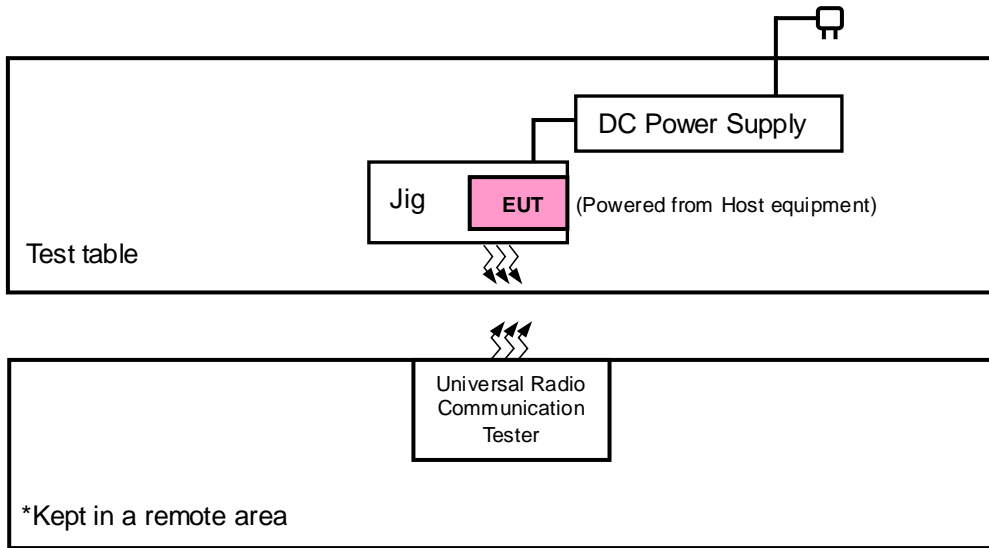 DC Power Supply
Jig
EUT
(Powered from Host equipment)
Test table
Universal Radio
Communication
Tester
*Kept in a remote area